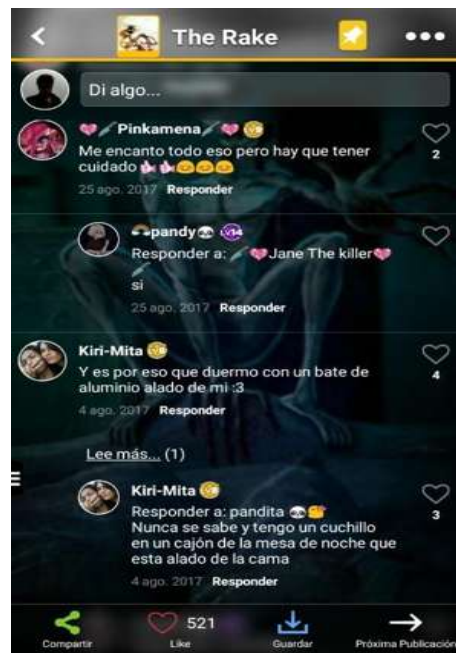 The Rake
Di algo...
Pinkamena
Me encanto todo eso pero hay que tener
cuidado
2
25 ago. 2017 Responder
pandy LV14
Responder a: Jane The killer
si
25 ago. 2017 Responder
Kiri-Mita
Y es por eso que duermo con un bate de
aluminio alado de mi :3
4
4 ago. 2017 Responder
Lee más... (1)
Kiri-Mita
Responder a: pandita
Nunca se sabe y tengo un cuchillo
en un cajón de la mesa de noche que
esta alado de la cama
3
4 ago. 2017 Responder
521
Compartir Like Guardar Próxima Publicación